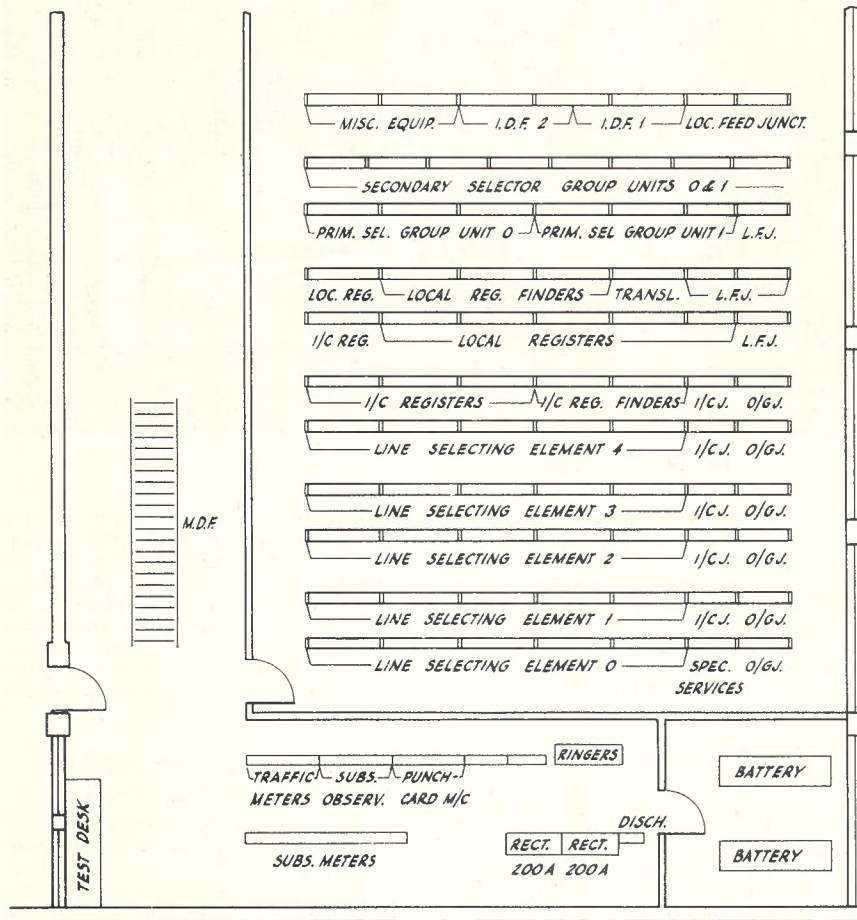 MISC. EQUIP. I.D.F. 2 I.D.F. 1 LOC. FEED JUNCT.
SECONDARY SELECTOR GROUP UNITS 0 & 1
PRIM. SEL. GROUP UNIT 0 PRIM. SEL GROUP UNIT 1 L.F.J.
LOC. REG. LOCAL REG. FINDERS TRANSL. L.F.J.
I/C REG. LOCAL REGISTERS L.F.J.
I/C REGISTERS I/C REG. FINDERS I/C J. O/G J.
LINE SELECTING ELEMENT 4 I/C J. O/G J.
LINE SELECTING ELEMENT 3 I/C J. O/G J.
M.D.F.
LINE SELECTING ELEMENT 2 I/C J. O/G J.
LINE SELECTING ELEMENT 1 I/C J. O/G J.
LINE SELECTING ELEMENT 0 SPEC. O/G J.
SERVICES
RINGERS
TRAFFIC SUBS. PUNCH-
METERS OBSERV. CARD M/C
BATTERY
TEST DESK
DISCH.
SUBS. METERS
RECT. RECT.
200A 200A
BATTERY